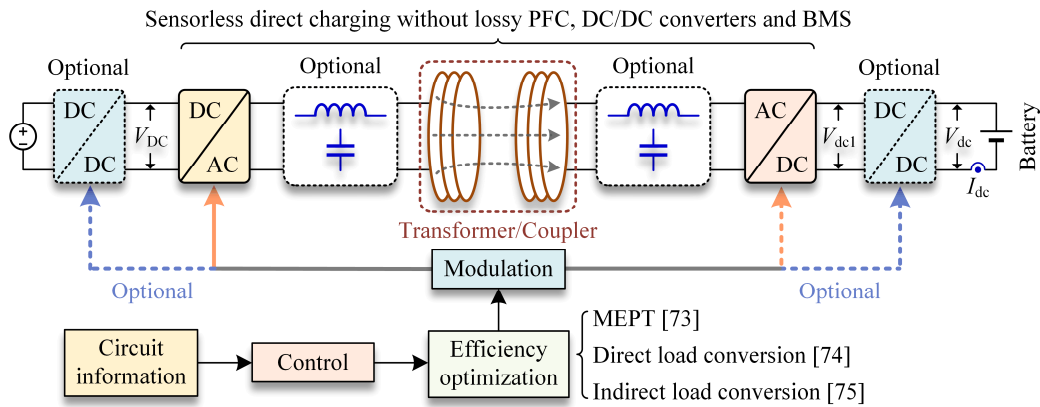 Sensorless direct charging without lossy PFC, DC/DC converters and BMS
Optional
Optional
Optional
Optional
DC
DC
V_DC
DC
AC
AC
DC
V_dc1
DC
DC
V_dc
I_dc
Battery
Transformer/Coupler
Modulation
Optional
Optional
Circuit
information
Control
Efficiency
optimization
MEPT [73]
Direct load conversion [74]
Indirect load conversion [75]